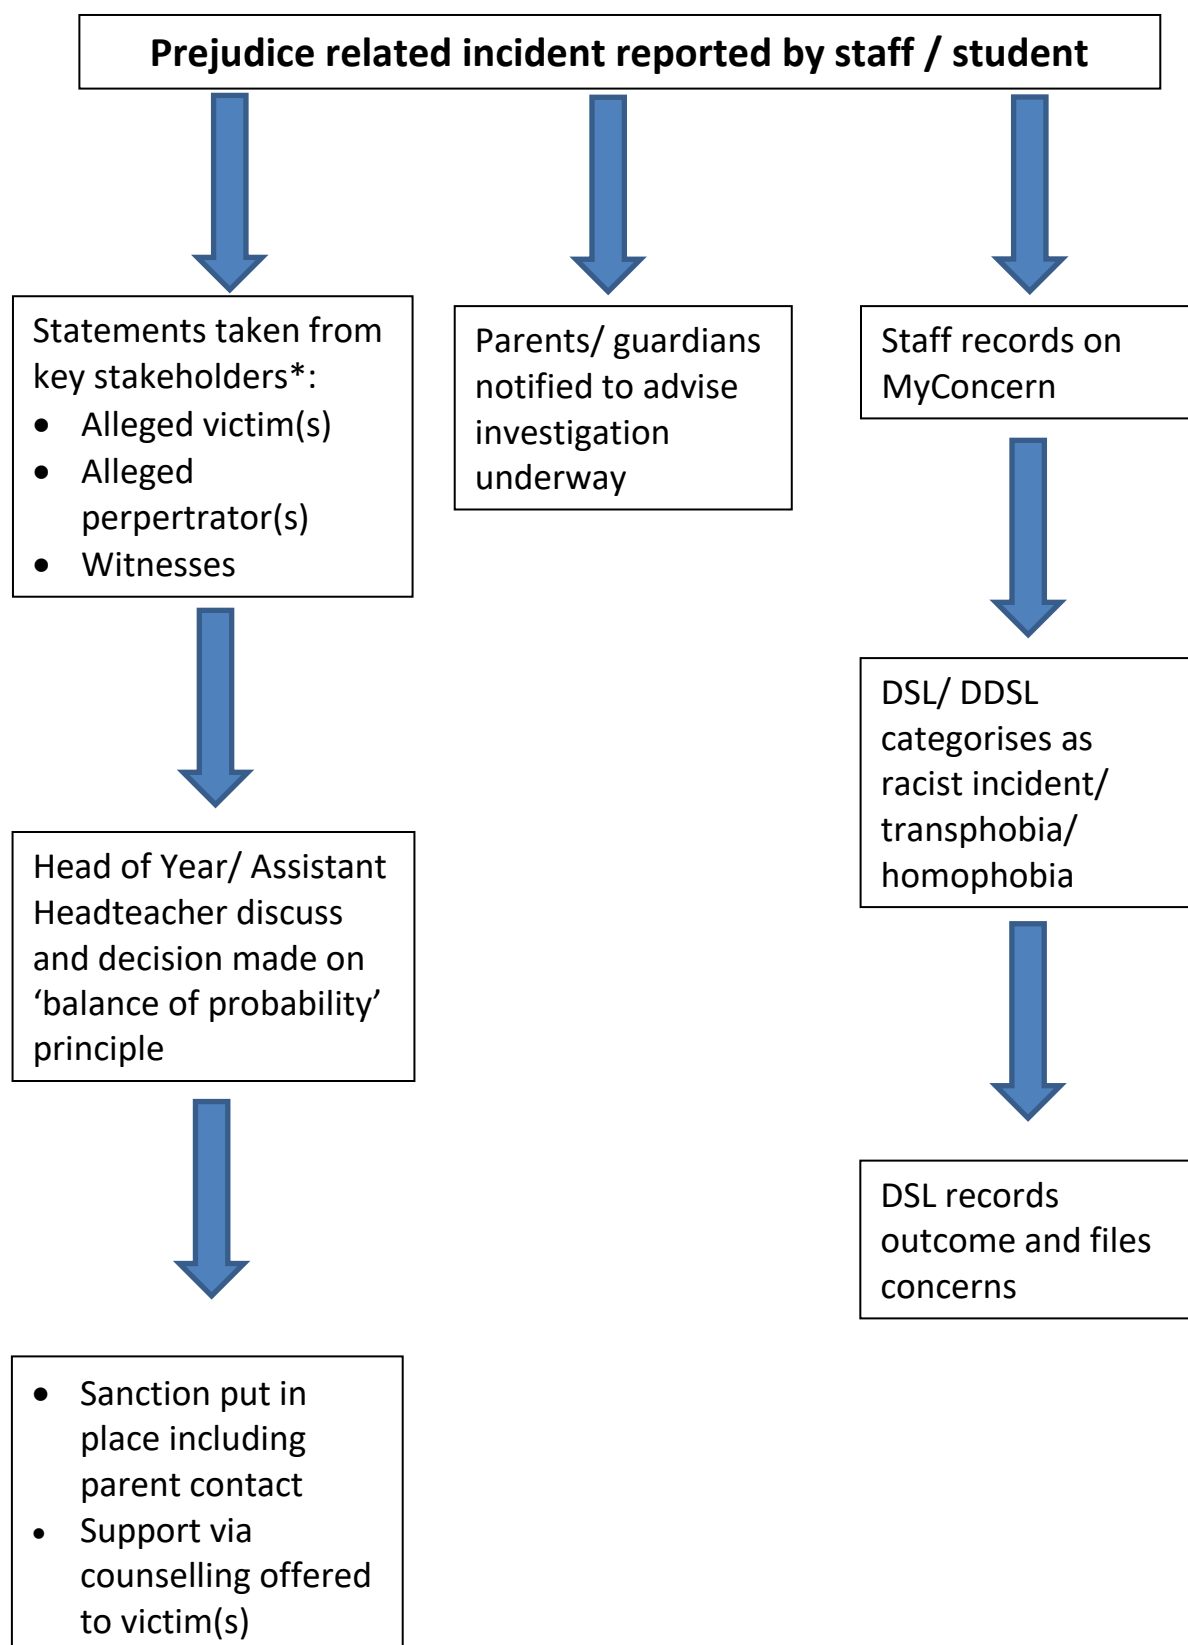 Prejudice related incident reported by staff / student
Statements taken from
key stakeholders*:
• Alleged victim(s)
• Alleged
perpertrator(s)
• Witnesses
Parents/ guardians
notified to advise
investigation
underway
Staff records on
MyConcern
DSL/ DDSL
categorises as
racist incident/
transphobia/
homophobia
Head of Year/ Assistant
Headteacher discuss
and decision made on
‘balance of probability’
principle
DSL records
outcome and files
concerns
• Sanction put in
place including
parent contact
• Support via
counselling offered
to victim(s)